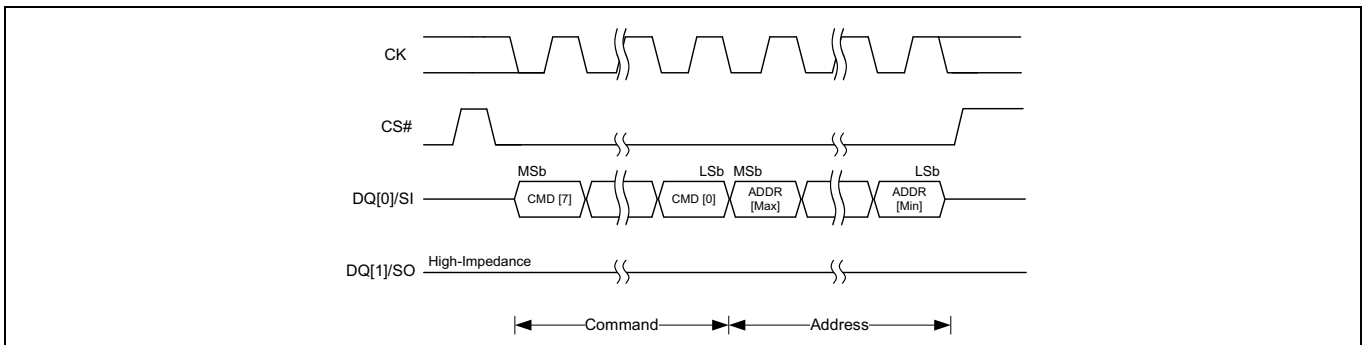 CK
CS#
MSb LSb MSb LSb
DQ[0]/SI CMD [7] CMD [0] ADDR [Max] ADDR [Min]
High-Impedance
DQ[1]/SO
Command Address